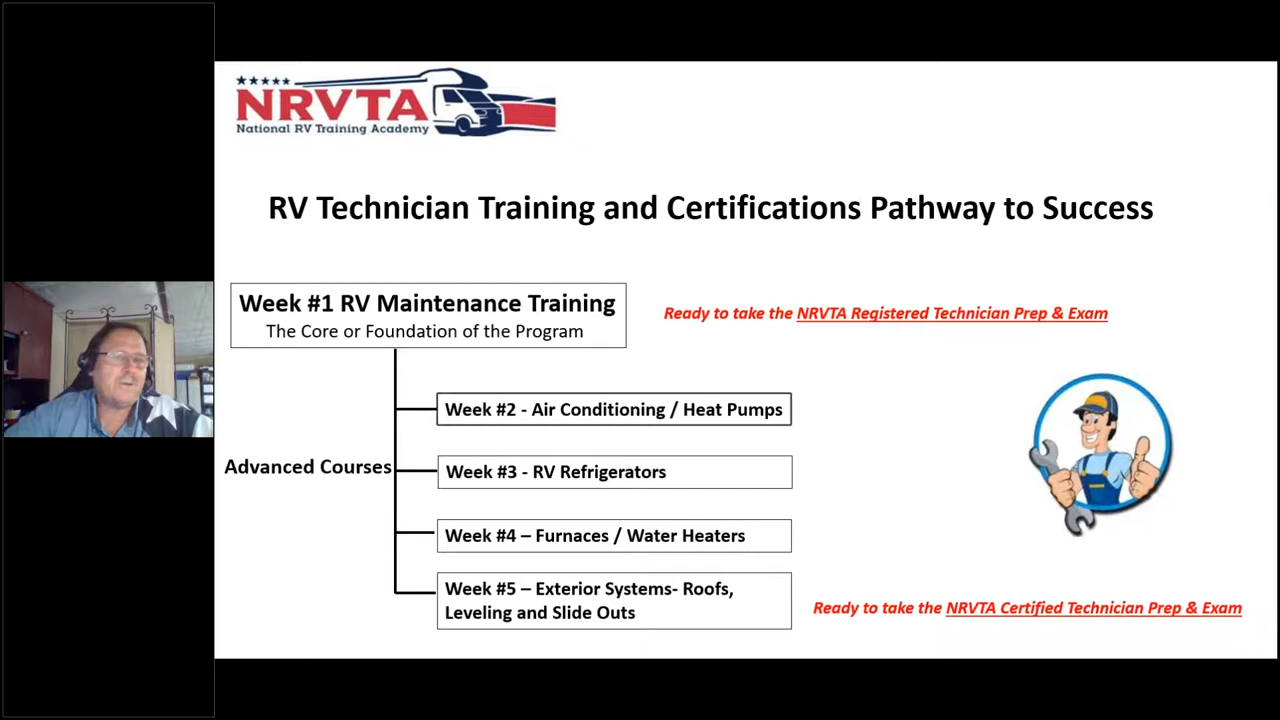 NRVTA
National RV Training Academy
RV Technician Training and Certifications Pathway to Success
Week #1 RV Maintenance Training
The Core or Foundation of the Program
Ready to take the NRVTA Registered Technician Prep & Exam
Week #2 - Air Conditioning / Heat Pumps
Advanced Courses
Week #3 - RV Refrigerators
Week #4 – Furnaces / Water Heaters
Week #5 – Exterior Systems- Roofs,
Leveling and Slide Outs
Ready to take the NRVTA Certified Technician Prep & Exam